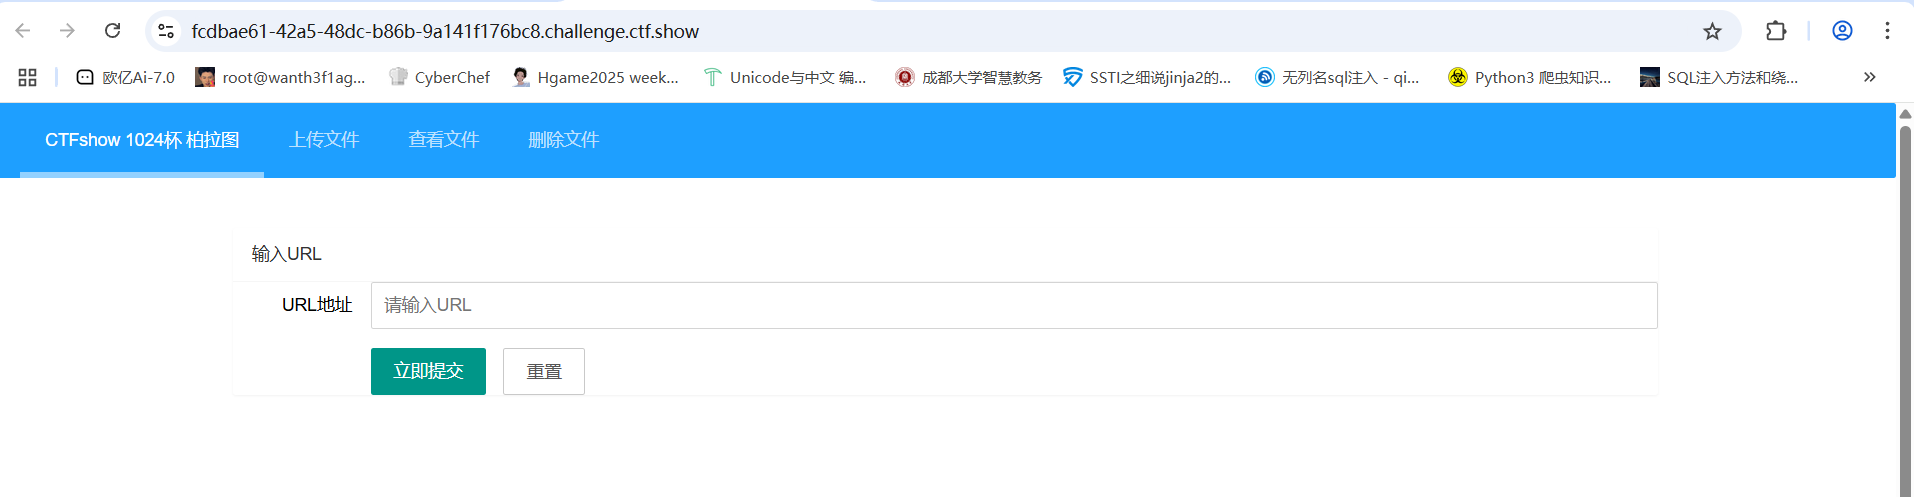 fcdbae61-42a5-48dc-b86b-9a141f176bc8.challenge.ctf.show
欧亿Ai-7.0 root@wanth3f1ag... CyberChef Hgame2025 week... Unicode与中文 编... 成都大学智慧教务 SSTI之细说jinja2的... 无列名sql注入 - qi... Python3 爬虫知识... SQL注入方法和绕...
CTFshow 1024杯 柏拉图 上传文件 查看文件 删除文件
输入URL
URL地址 请输入URL
立即提交 重置